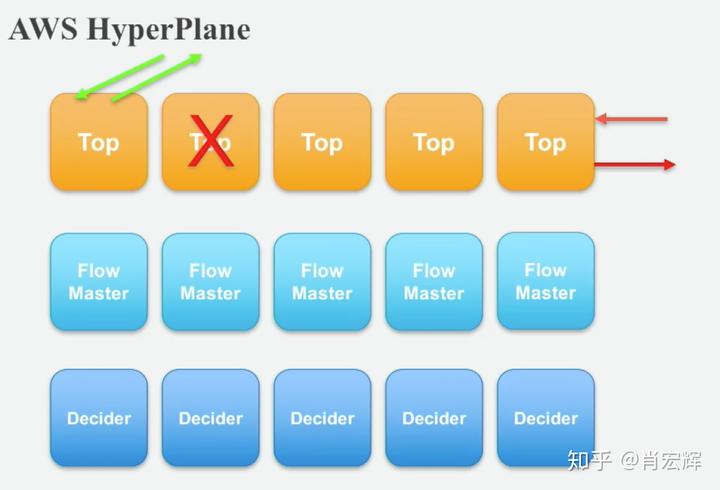 AWS HyperPlane
Top Top Top Top Top
Flow Flow Flow Flow Flow
Master Master Master Master Master
Decider Decider Decider Decider Decider
知乎 @肖宏辉